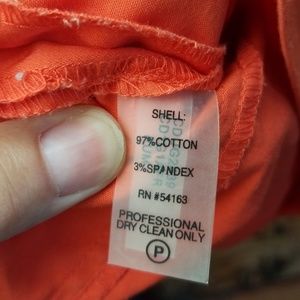 SHELL:
97%COTTON
3%SPANDEX
RN #54163
PROFESSIONAL
DRY CLEAN ONLY
P